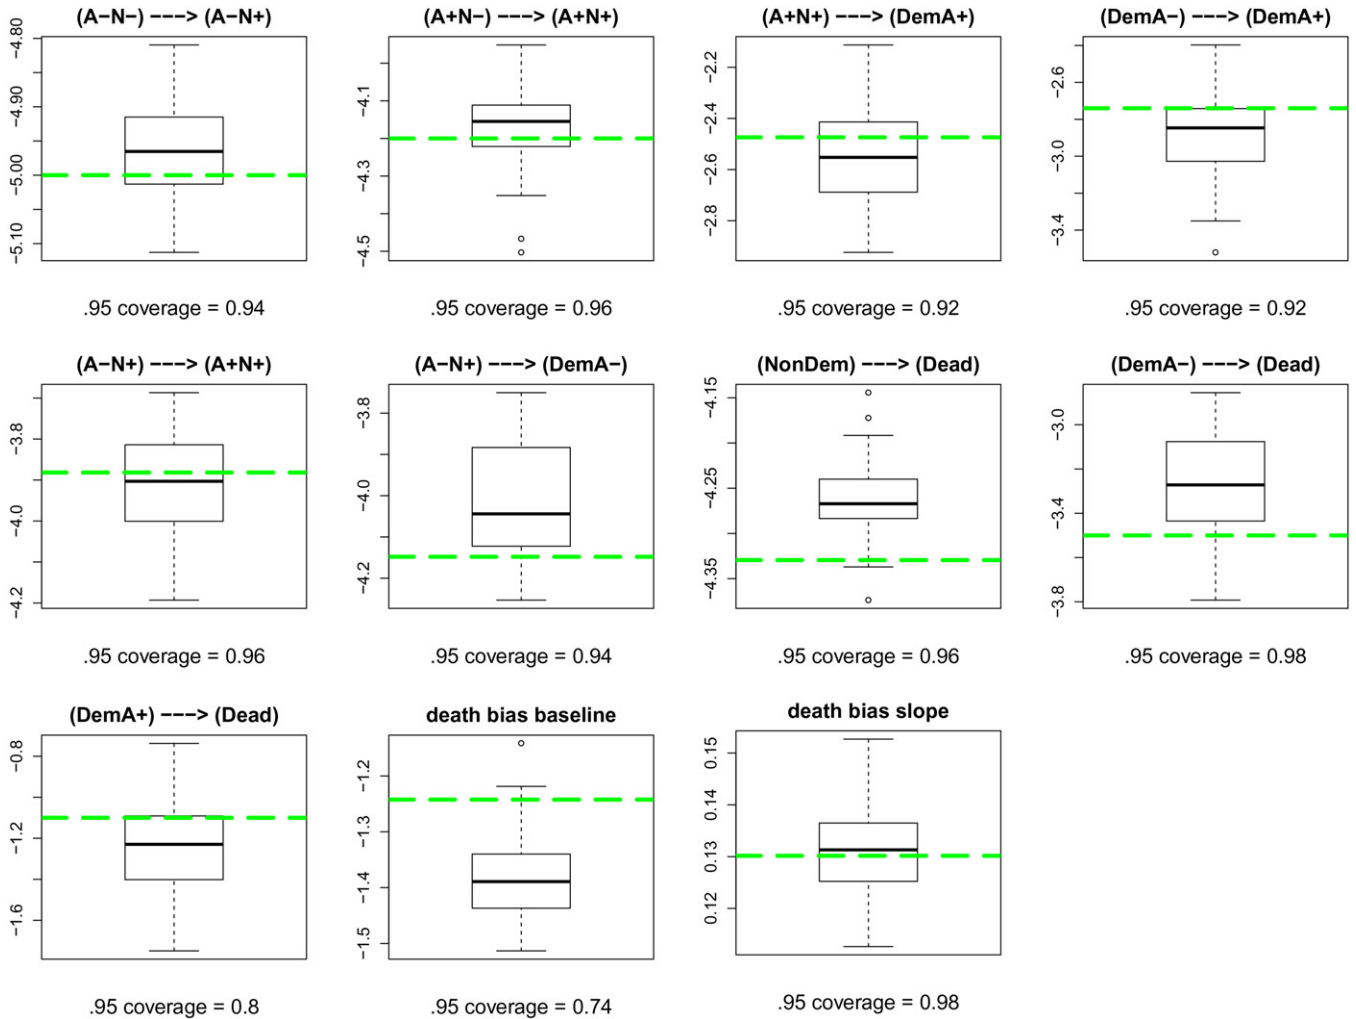 (A−N−) −−−> (A−N+)
(A+N−) −−−> (A+N+)
(A+N+) −−−> (DemA+)
(DemA−) −−−> (DemA+)
−4.80
−4.90
−5.00
−5.10
−4.1
−4.3
−4.5
−2.2
−2.4
−2.6
−2.8
−2.6
−3.0
−3.4
.95 coverage = 0.94
.95 coverage = 0.96
.95 coverage = 0.92
.95 coverage = 0.92
(A−N+) −−−> (A+N+)
(A−N+) −−−> (DemA−)
(NonDem) −−−> (Dead)
(DemA−) −−−> (Dead)
−3.8
−4.0
−4.2
−3.8
−4.0
−4.2
−4.15
−4.25
−4.35
−3.0
−3.4
−3.8
.95 coverage = 0.96
.95 coverage = 0.94
.95 coverage = 0.96
.95 coverage = 0.98
(DemA+) −−−> (Dead)
death bias baseline
death bias slope
−0.8
−1.2
−1.6
−1.2
−1.3
−1.4
−1.5
0.15
0.14
0.13
0.12
.95 coverage = 0.8
.95 coverage = 0.74
.95 coverage = 0.98